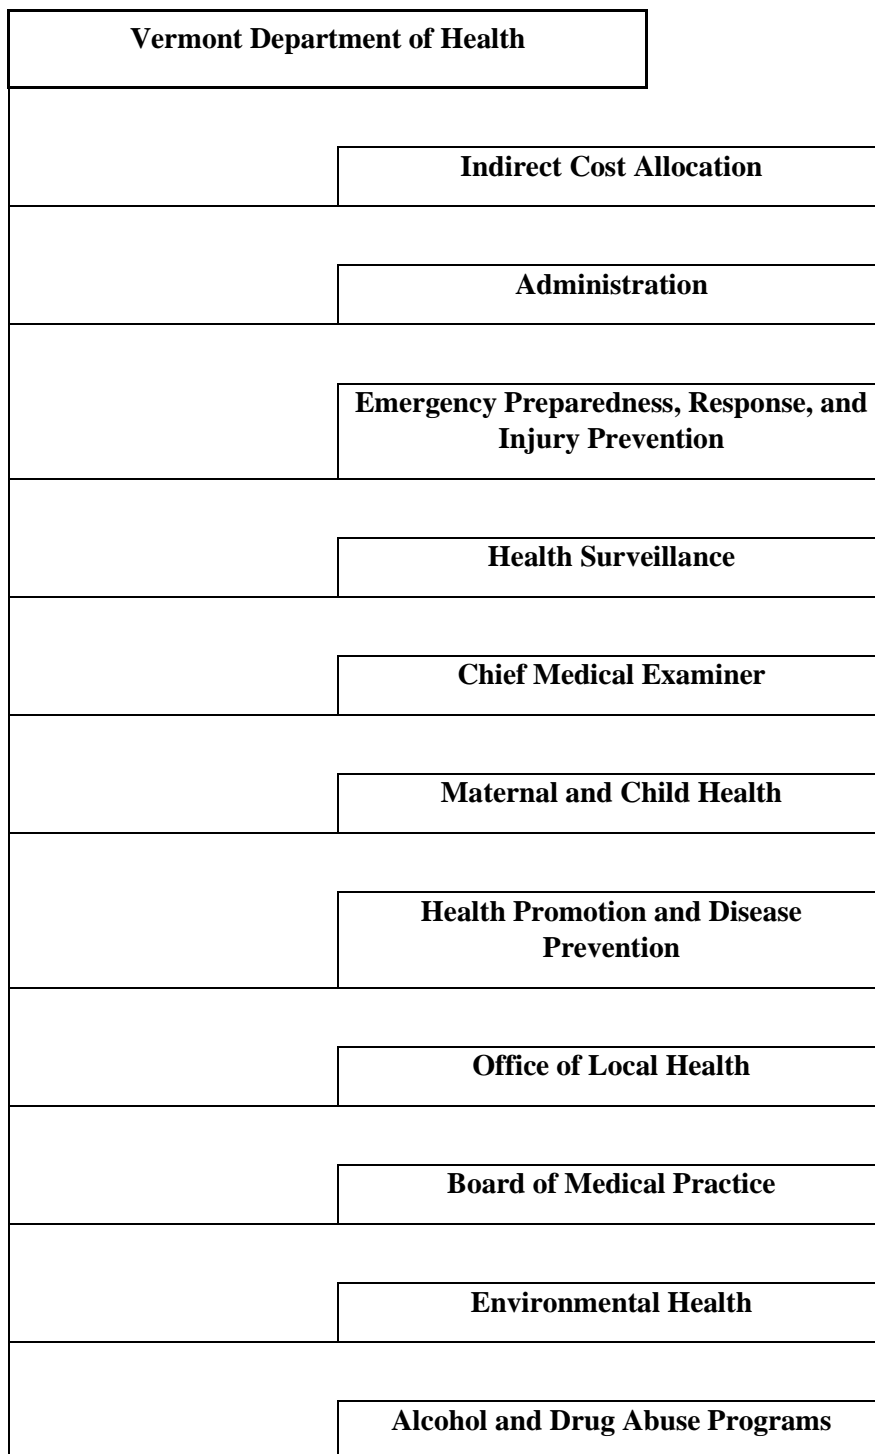 Vermont Department of Health
Indirect Cost Allocation
Administration
Emergency Preparedness, Response, and
Injury Prevention
Health Surveillance
Chief Medical Examiner
Maternal and Child Health
Health Promotion and Disease
Prevention
Office of Local Health
Board of Medical Practice
Environmental Health
Alcohol and Drug Abuse Programs